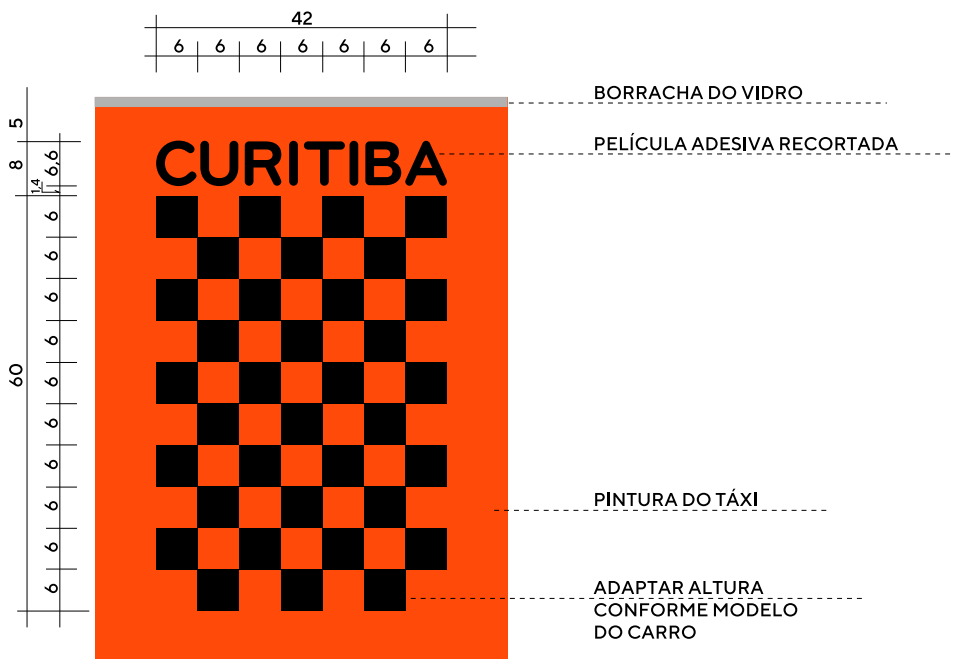 42
6 6 6 6 6 6 6
BORRACHA DO VIDRO
5
PELÍCULA ADESIVA RECORTADA
CURITIBA
8
6,6
1,4
60
6
6
6
6
6
6
6
6
6
6
PINTURA DO TÁXI
ADAPTAR ALTURA
CONFORME MODELO
DO CARRO